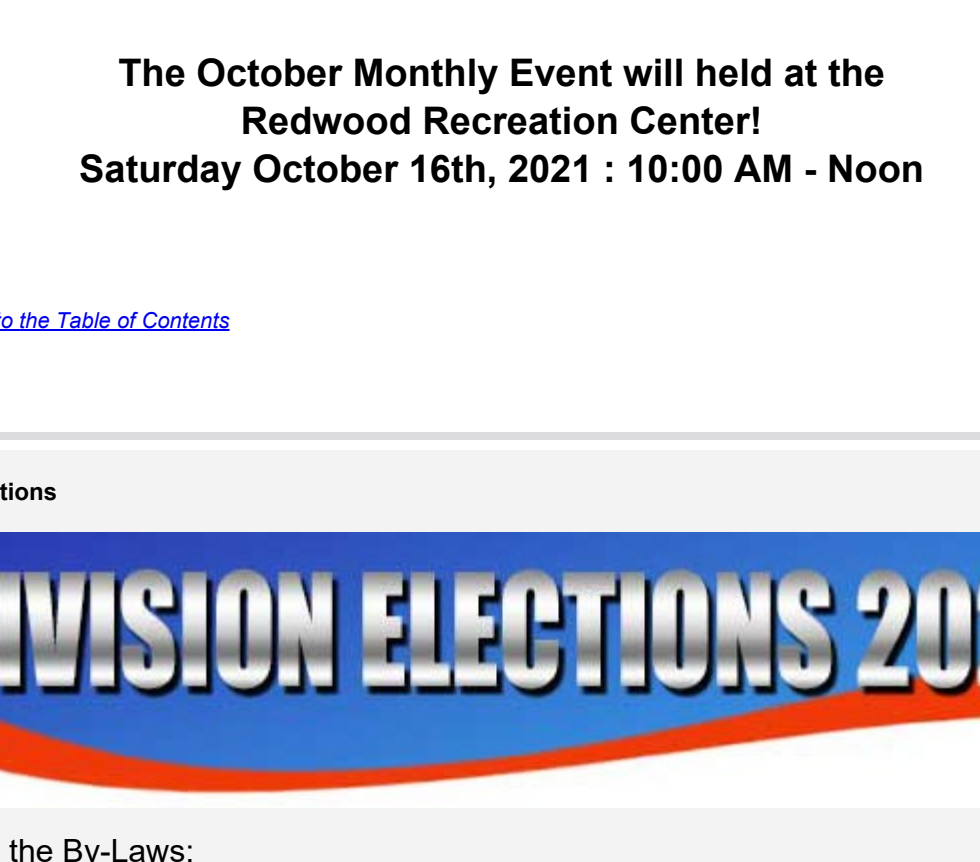 The October Monthly Event will held at the
Redwood Recreation Center!
Saturday October 16th, 2021 : 10:00 AM - Noon
to the Table of Contents
tions
IVISION ELECTIONS 20
the By-Laws: